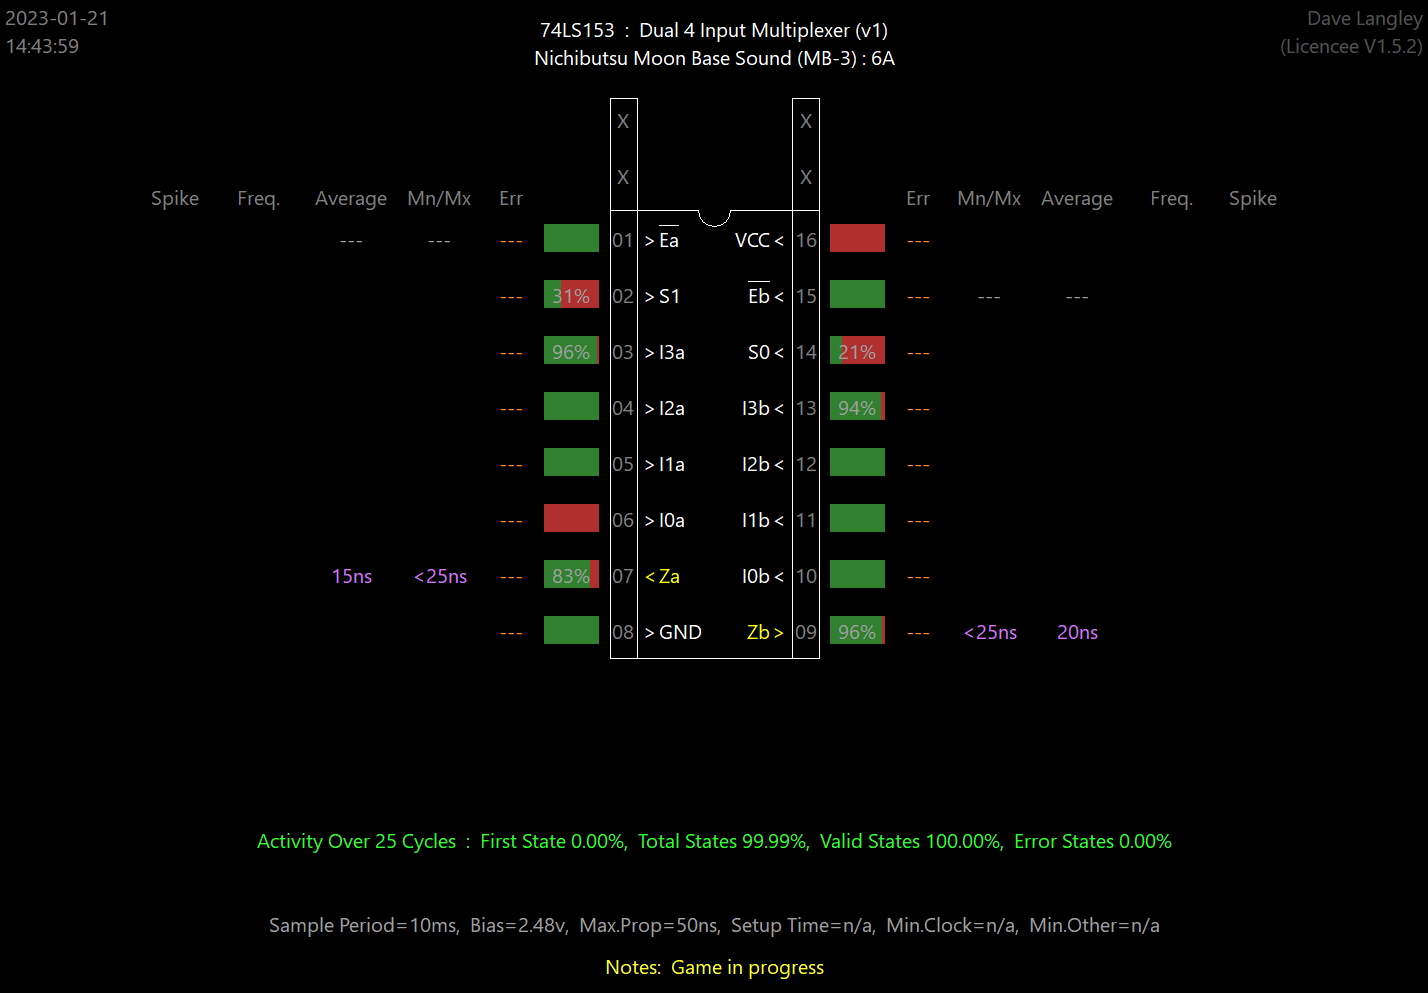 2023-01-21
14:43:59
74LS153 : Dual 4 Input Multiplexer (v1)
Nichibutsu Moon Base Sound (MB-3) : 6A
Dave Langley
(Licencee V1.5.2)
X X
X X
Spike Freq. Average Mn/Mx Err Err Mn/Mx Average Freq. Spike
--- --- --- 01 > Ea VCC < 16 ---
--- 31% 02 > S1 Eb < 15 --- --- ---
--- 96% 03 > I3a S0 < 14 21% ---
--- 04 > I2a I3b < 13 94% ---
--- 05 > I1a I2b < 12 ---
--- 06 > I0a I1b < 11 ---
15ns <25ns --- 83% 07 < Za I0b < 10 ---
--- 08 > GND Zb > 09 96% --- <25ns 20ns
Activity Over 25 Cycles : First State 0.00%, Total States 99.99%, Valid States 100.00%, Error States 0.00%
Sample Period=10ms, Bias=2.48v, Max.Prop=50ns, Setup Time=n/a, Min.Clock=n/a, Min.Other=n/a
Notes: Game in progress